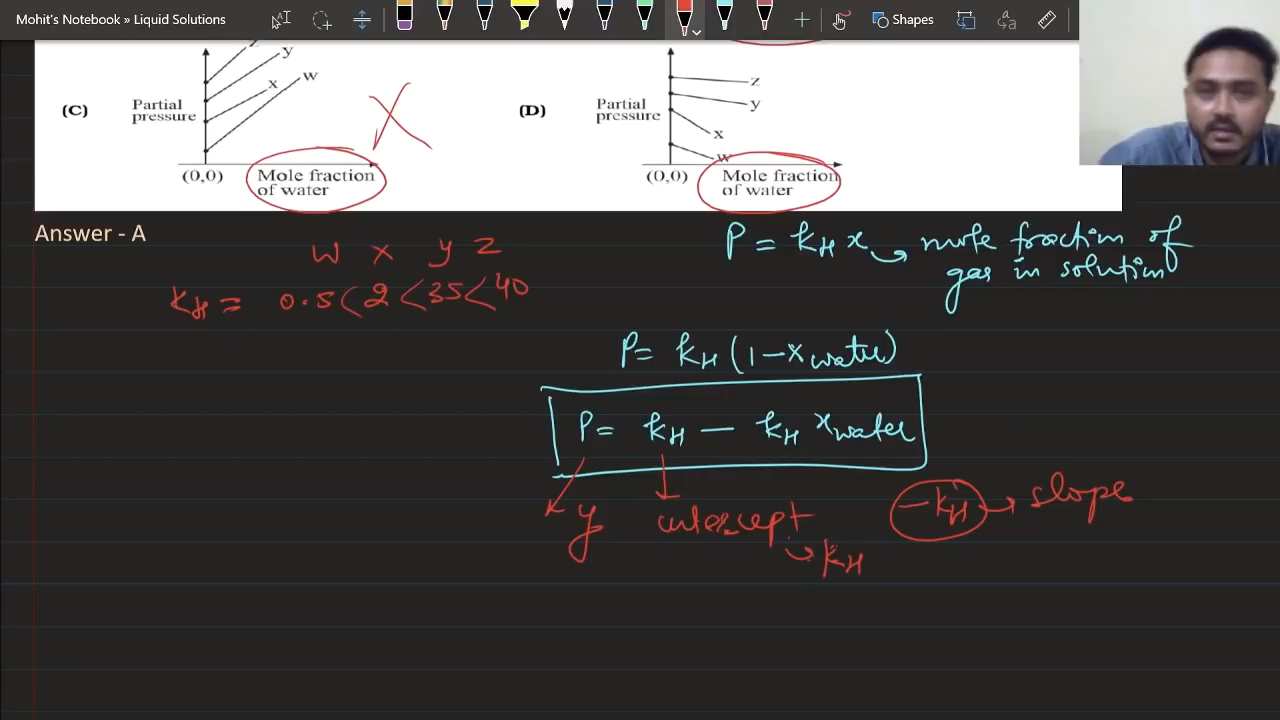 Mohit's Notebook » Liquid Solutions
Shapes
(C)
Partial
pressure
z
y
x
w
(0,0)
Mole fraction
of water
(D)
Partial
pressure
z
y
x
w
(0,0)
Mole fraction
of water
Answer - A
w x y z
KH = 0.5 < 2 < 35 < 40
P = KH x → mole fraction of
gas in solution
P = KH (1 - x water)
P = KH - KH x water
y
intercept
→ KH
-KH → slope